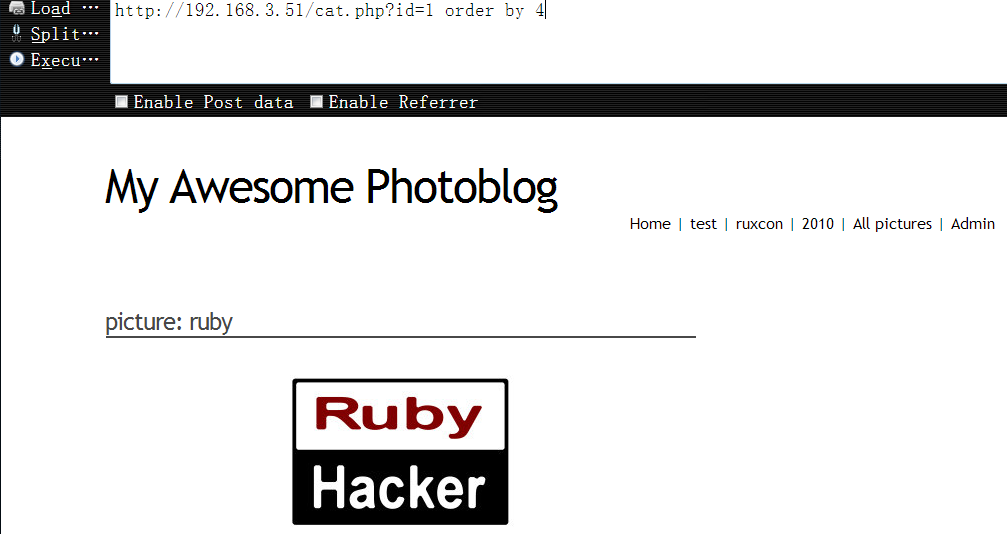 Load ...
http://192.168.3.51/cat.php?id=1 order by 4
Split...
Execu...
Enable Post data Enable Referrer
My Awesome Photoblog
Home | test | ruxcon | 2010 | All pictures | Admin
picture: ruby
Ruby
Hacker